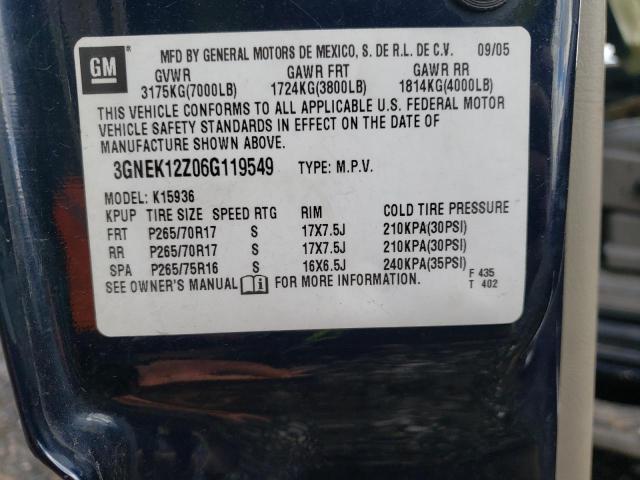 GM ®
MFD BY GENERAL MOTORS DE MEXICO, S. DE R.L. DE C.V. 09/05
GVWR GAWR FRT GAWR RR
3175KG(7000LB) 1724KG(3800LB) 1814KG(4000LB)
THIS VEHICLE CONFORMS TO ALL APPLICABLE U.S. FEDERAL MOTOR
VEHICLE SAFETY STANDARDS IN EFFECT ON THE DATE OF
MANUFACTURE SHOWN ABOVE.
3GNEK12Z06G119549 TYPE: M.P.V.
MODEL: K15936
KPUP TIRE SIZE SPEED RTG RIM COLD TIRE PRESSURE
FRT P265/70R17 S 17X7.5J 210KPA(30PSI)
RR P265/70R17 S 17X7.5J 210KPA(30PSI)
SPA P265/75R16 S 16X6.5J 240KPA(35PSI)
SEE OWNER'S MANUAL i FOR MORE INFORMATION.
F 435
T 402